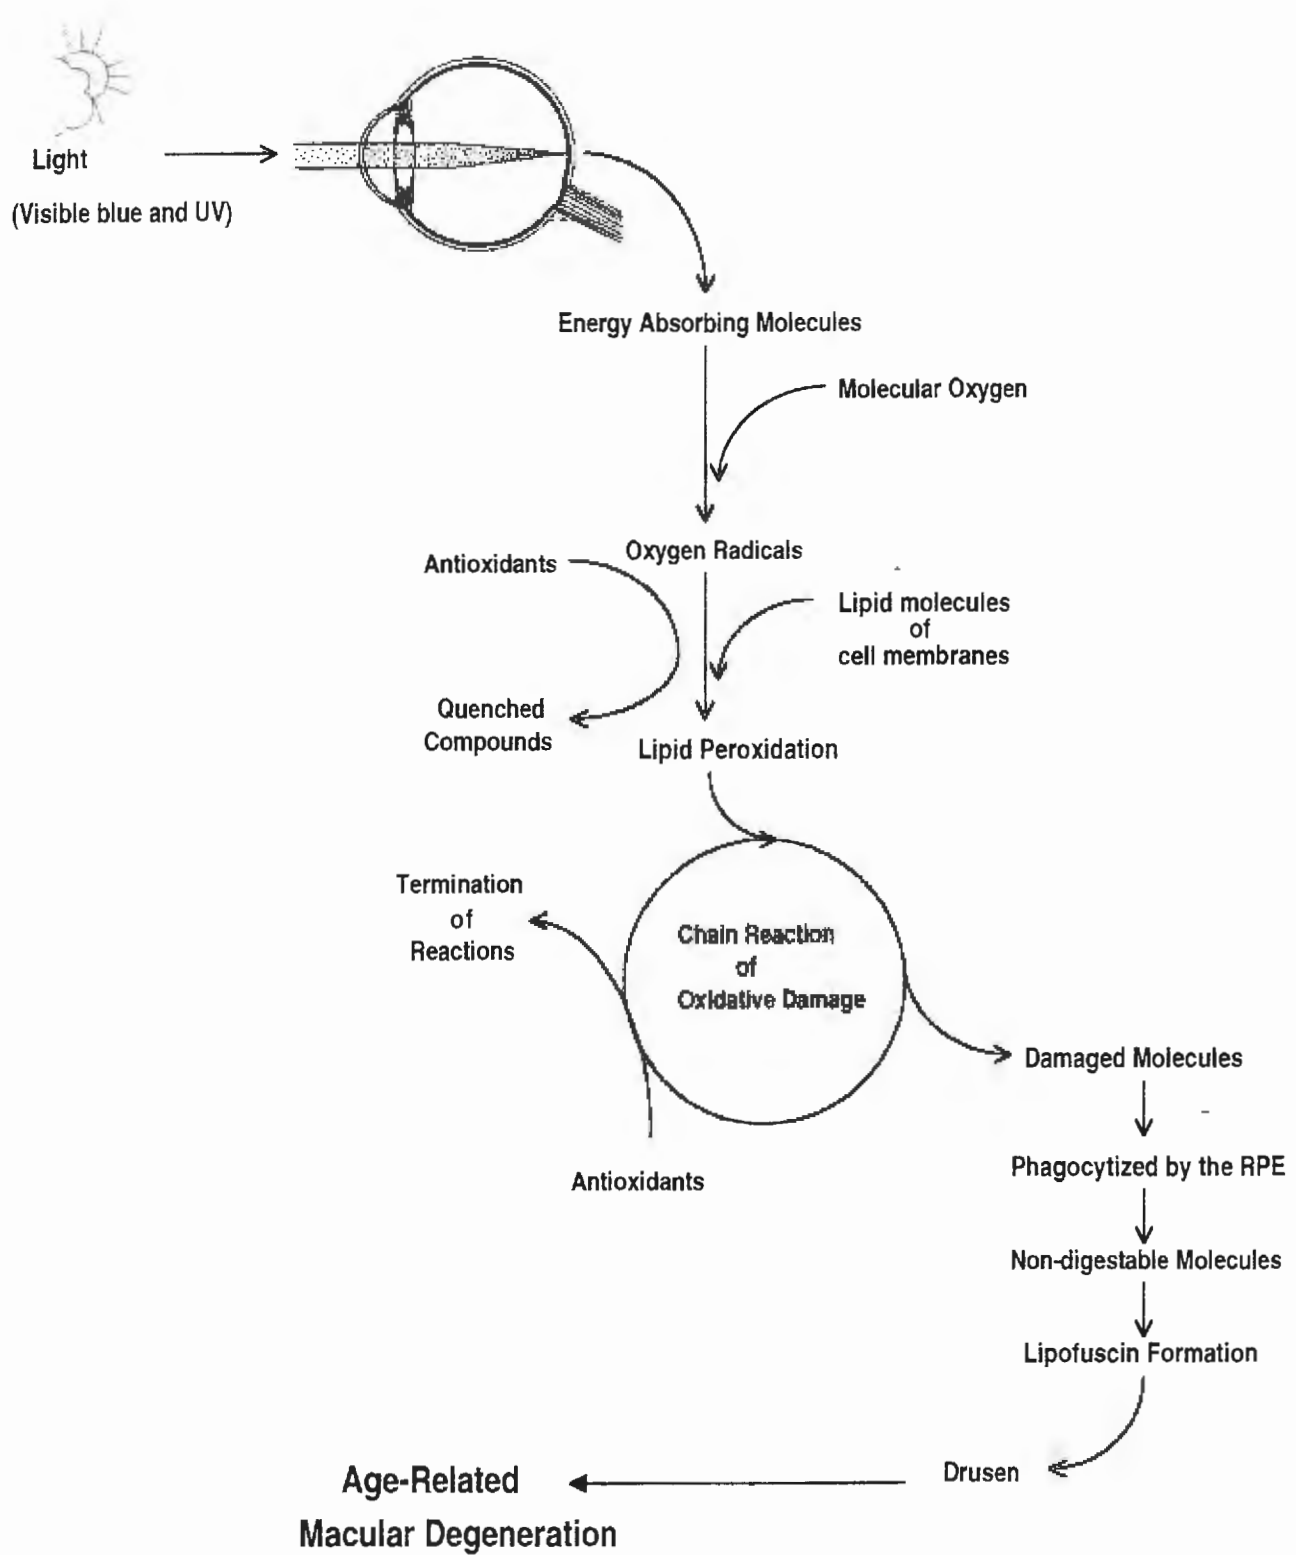 Light
(Visible blue and UV)
Energy Absorbing Molecules
Molecular Oxygen
Oxygen Radicals
Antioxidants
Lipid molecules
of
cell membranes
Quenched
Compounds
Lipid Peroxidation
Termination
of
Reactions
Chain Reaction
of
Oxidative Damage
Damaged Molecules
Antioxidants
Phagocytized by the RPE
Non-digestable Molecules
Lipofuscin Formation
Drusen
Age-Related
Macular Degeneration